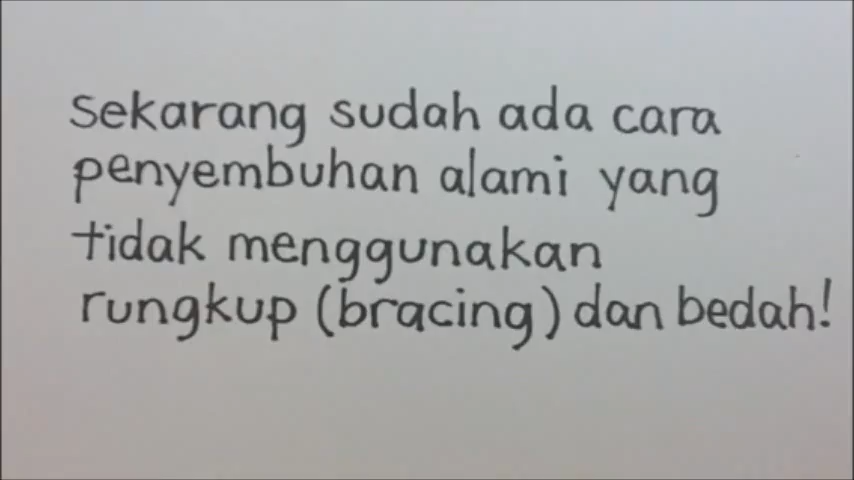 sekarang sudah ada cara
penyembuhan alami yang
tidak menggunakan
rungkup (bracing) dan bedah!